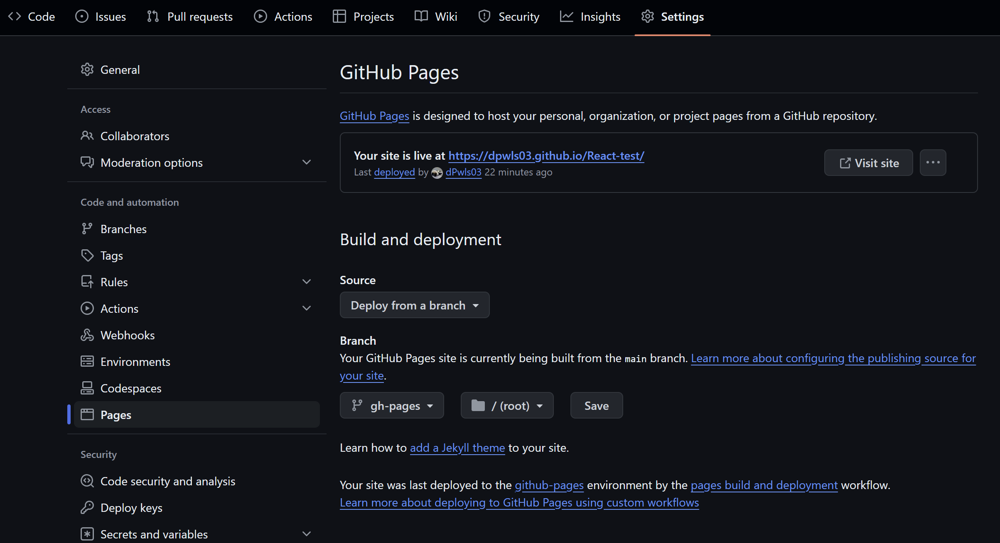 Code Issues Pull requests Actions Projects Wiki Security Insights Settings
General
Access
Collaborators
Moderation options
Code and automation
Branches
Tags
Rules
Actions
Webhooks
Environments
Codespaces
Pages
Security
Code security and analysis
Deploy keys
Secrets and variables
GitHub Pages
GitHub Pages is designed to host your personal, organization, or project pages from a GitHub repository.
Your site is live at https://dpwls03.github.io/React-test/
Last deployed by dPwls03 22 minutes ago
Visit site
Build and deployment
Source
Deploy from a branch
Branch
Your GitHub Pages site is currently being built from the main branch. Learn more about configuring the publishing source for
your site.
gh-pages / (root) Save
Learn how to add a Jekyll theme to your site.
Your site was last deployed to the github-pages environment by the pages build and deployment workflow.
Learn more about deploying to GitHub Pages using custom workflows